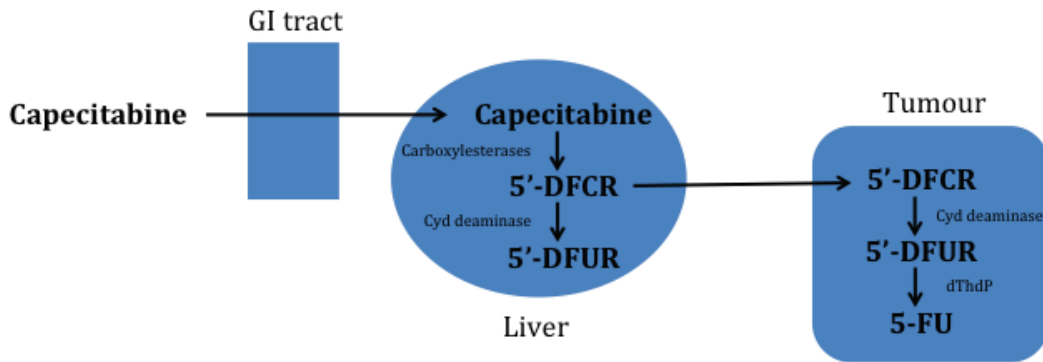 GI tract
Capecitabine
Capecitabine
Carboxylesterases
5’-DFCR
Cyd deaminase
5’-DFUR
Liver
Tumour
5’-DFCR
Cyd deaminase
5’-DFUR
dThdP
5-FU